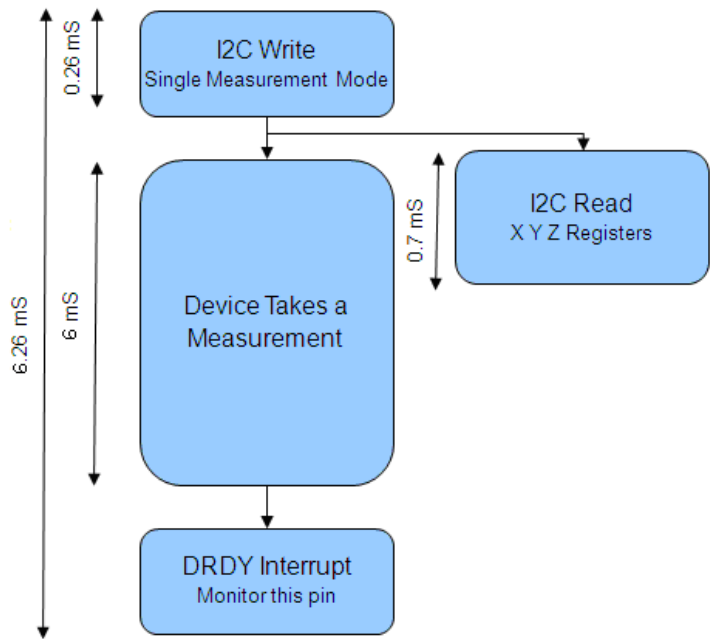 I2C Write
Single Measurement Mode
0.26 mS
I2C Read
X Y Z Registers
0.7 mS
Device Takes a
Measurement
6 mS
6.26 mS
DRDY Interrupt
Monitor this pin